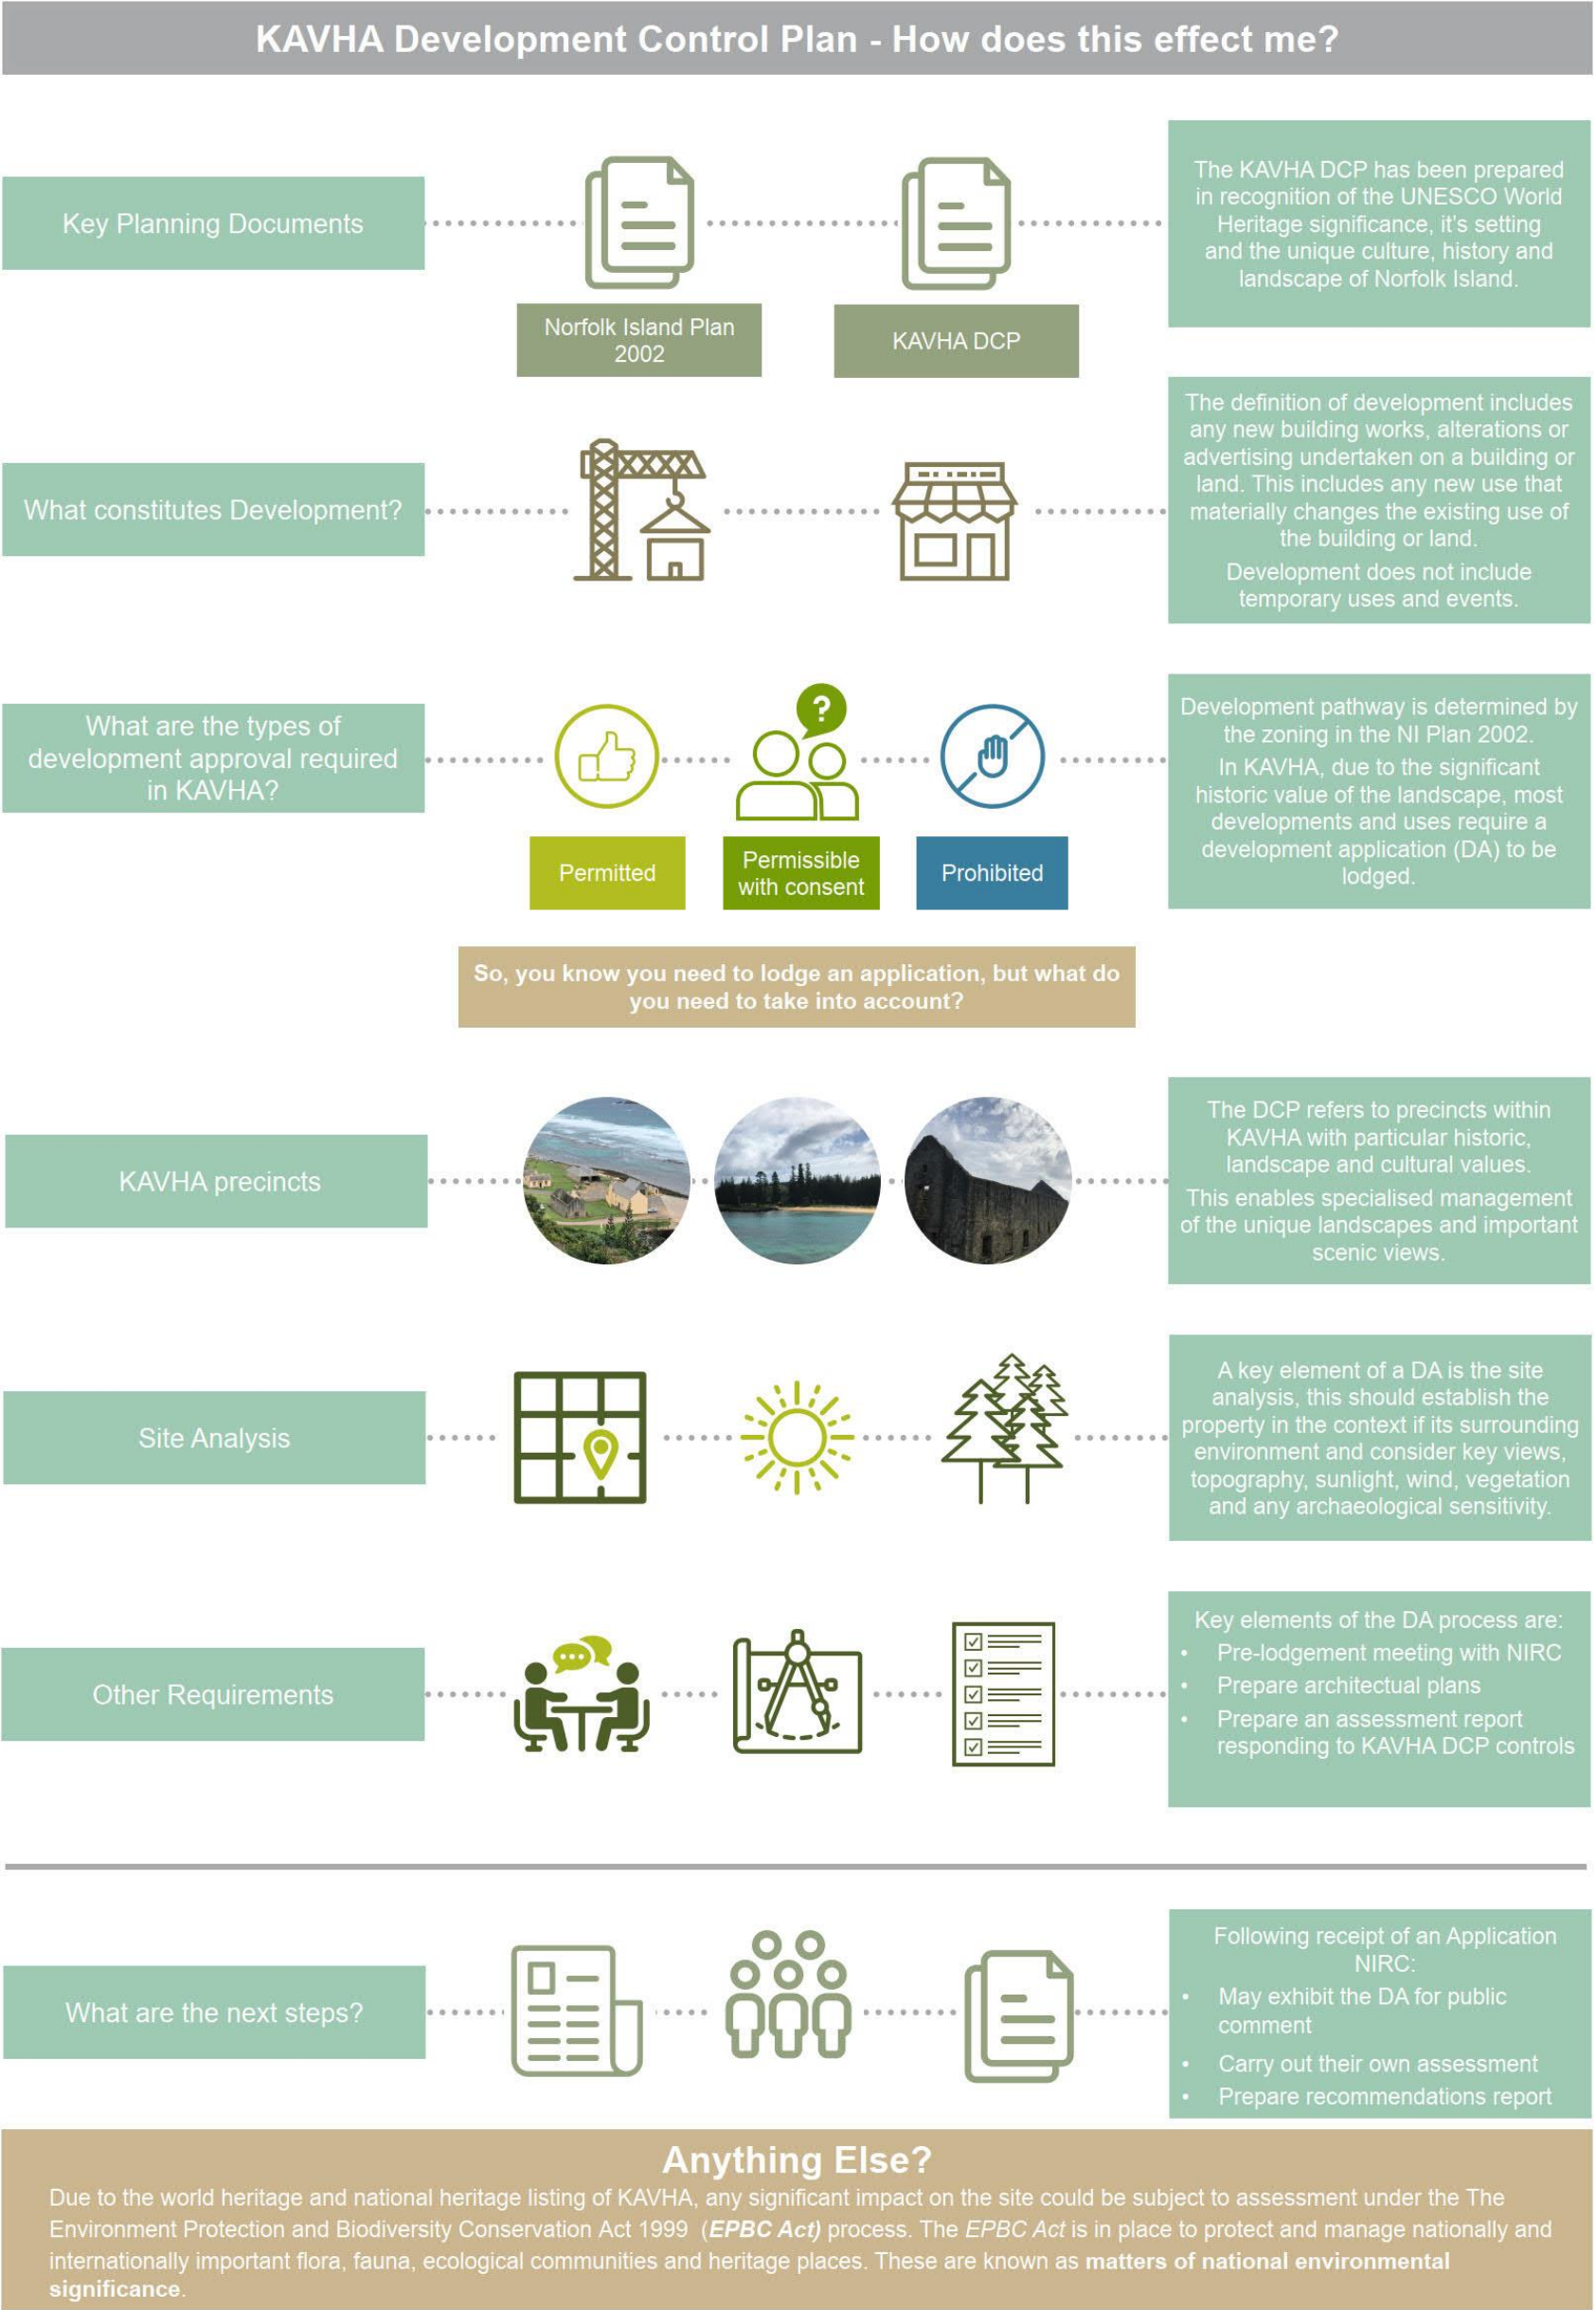 KAVHA Development Control Plan - How does this effect me?
Key Planning Documents
Norfolk Island Plan
2002
KAVHA DCP
The KAVHA DCP has been prepared
in recognition of the UNESCO World
Heritage significance, it's setting
and the unique culture, history and
landscape of Norfolk Island.
What constitutes Development?
The definition of development includes
any new building works, alterations or
advertising undertaken on a building or
land. This includes any new use that
materially changes the existing use of
the building or land.
Development does not include
temporary uses and events.
What are the types of
development approval required
in KAVHA?
?
Permitted
Permissible
with consent
Prohibited
Development pathway is determined by
the zoning in the NI Plan 2002.
In KAVHA, due to the significant
historic value of the landscape, most
developments and uses require a
development application (DA) to be
lodged.
So, you know you need to lodge an application, but what do
you need to take into account?
KAVHA precincts
The DCP refers to precincts within
KAVHA with particular historic,
landscape and cultural values.
This enables specialised management
of the unique landscapes and important
scenic views.
Site Analysis
A key element of a DA is the site
analysis, this should establish the
property in the context if its surrounding
environment and consider key views,
topography, sunlight, wind, vegetation
and any archaeological sensitivity.
Other Requirements
Key elements of the DA process are:
• Pre-lodgement meeting with NIRC
• Prepare architectual plans
• Prepare an assessment report
responding to KAVHA DCP controls
What are the next steps?
Following receipt of an Application
NIRC:
• May exhibit the DA for public
comment
• Carry out their own assessment
• Prepare recommendations report
Anything Else?
Due to the world heritage and national heritage listing of KAVHA, any significant impact on the site could be subject to assessment under the The
Environment Protection and Biodiversity Conservation Act 1999 (EPBC Act) process. The EPBC Act is in place to protect and manage nationally and
internationally important flora, fauna, ecological communities and heritage places. These are known as matters of national environmental
significance.